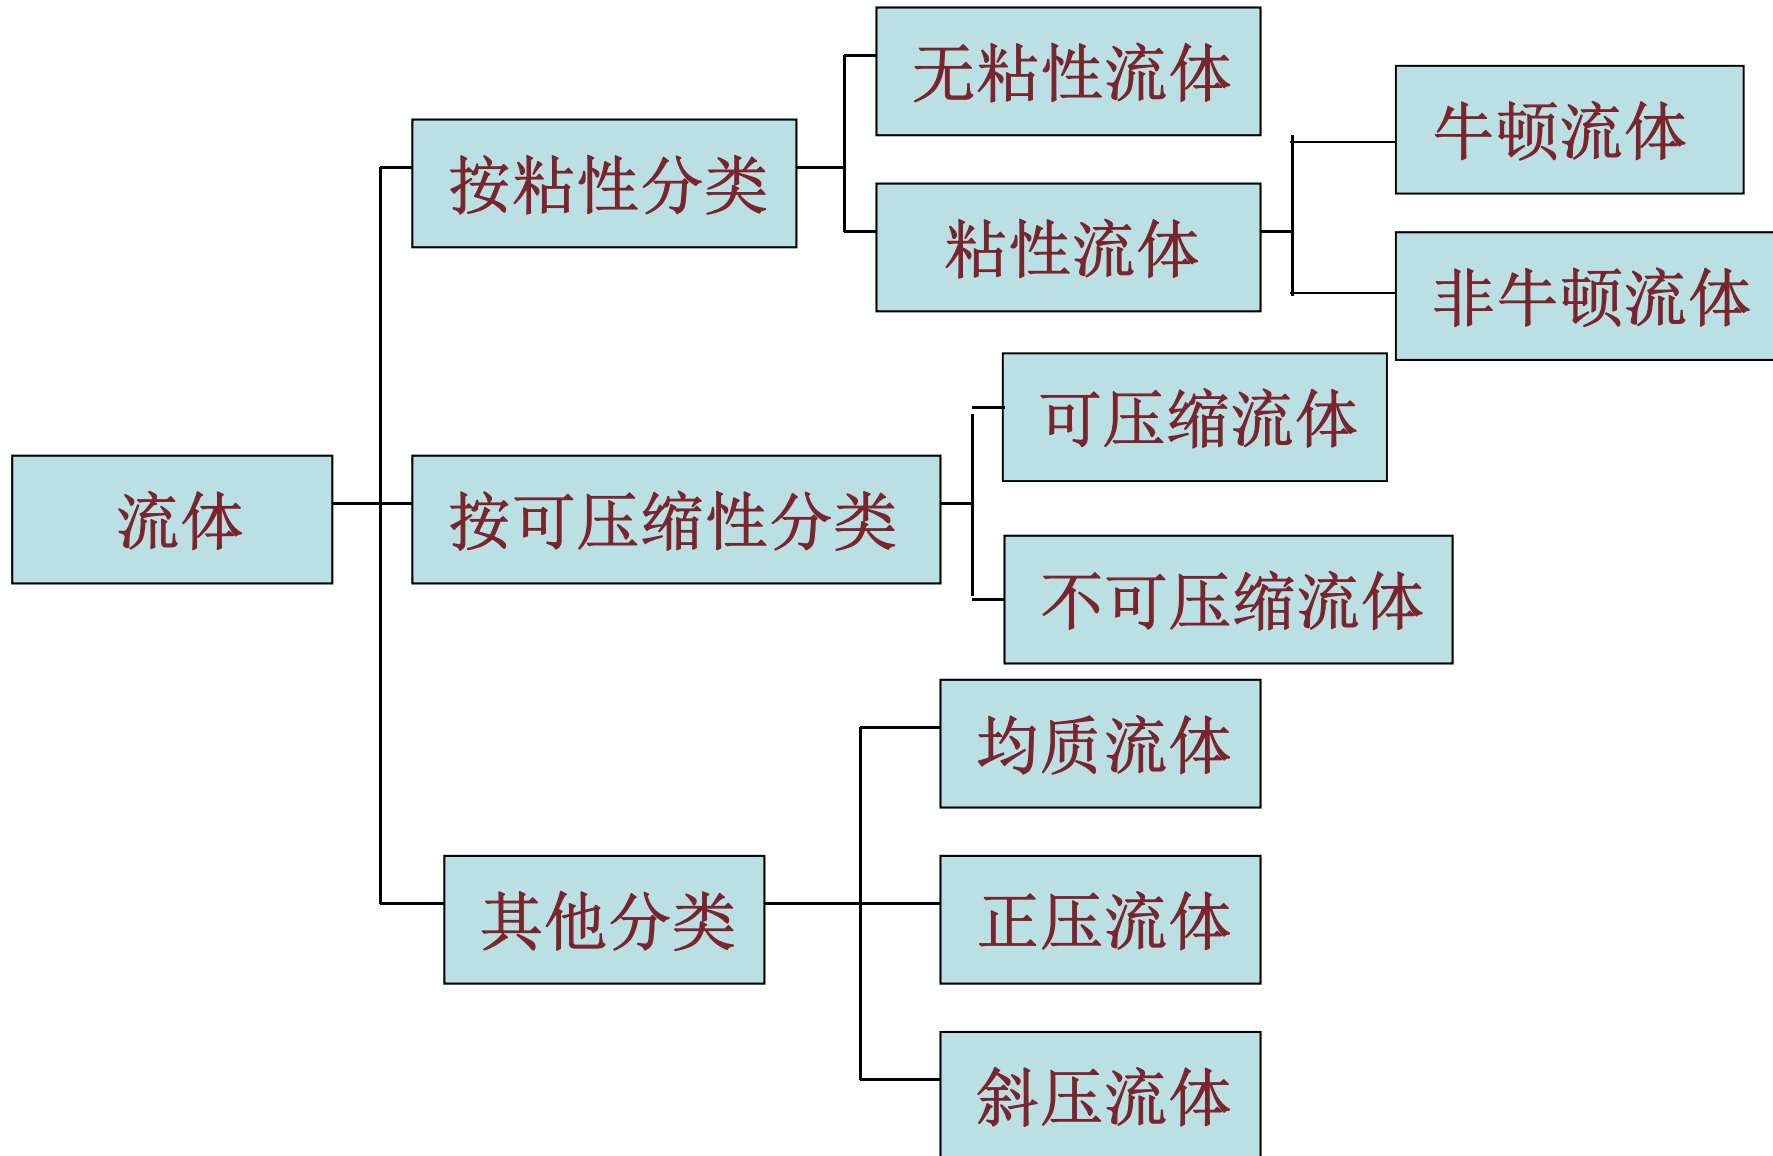 流体
按粘性分类
无粘性流体
粘性流体
牛顿流体
非牛顿流体
按可压缩性分类
可压缩流体
不可压缩流体
其他分类
均质流体
正压流体
斜压流体